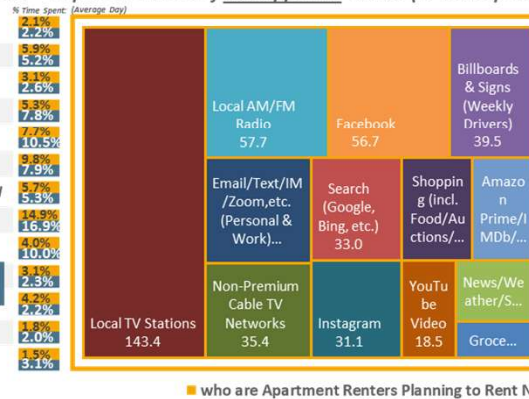 % Time Spent: (Average Day)
2.1%
2.2%
5.9%
5.2%
3.1%
2.6%
5.3%
7.8%
7.7%
10.5%
9.8%
7.9%
5.7%
5.3%
14.9%
16.9%
4.0%
10.0%
3.1%
2.3%
4.2%
2.2%
1.8%
2.0%
1.5%
3.1%
Local TV Stations
143.4
Local AM/FM
Radio
57.7
Facebook
56.7
Billboards
& Signs
(Weekly
Drivers)
39.5
Email/Text/IM
/Zoom,etc.
(Personal &
Work)...
Search
(Google,
Bing, etc.)
33.0
Shoppin
g (incl.
Food/Au
ctions/...
Amazo
n
Prime/I
MDb/...
Non-Premium
Cable TV
Networks
35.4
Instagram
31.1
YouTu
be
Video
18.5
News/We
ather/S...
Groce...
who are Apartment Renters Planning to Rent